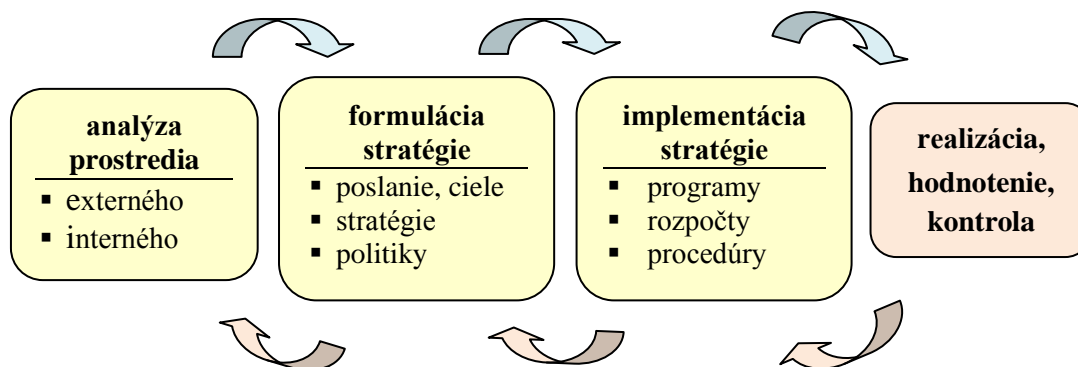 analýza
prostredia
▪ externého
▪ interného
formulácia
stratégie
▪ poslanie, ciele
▪ stratégie
▪ politiky
implementácia
stratégie
▪ programy
▪ rozpočty
▪ procedúry
realizácia,
hodnotenie,
kontrola